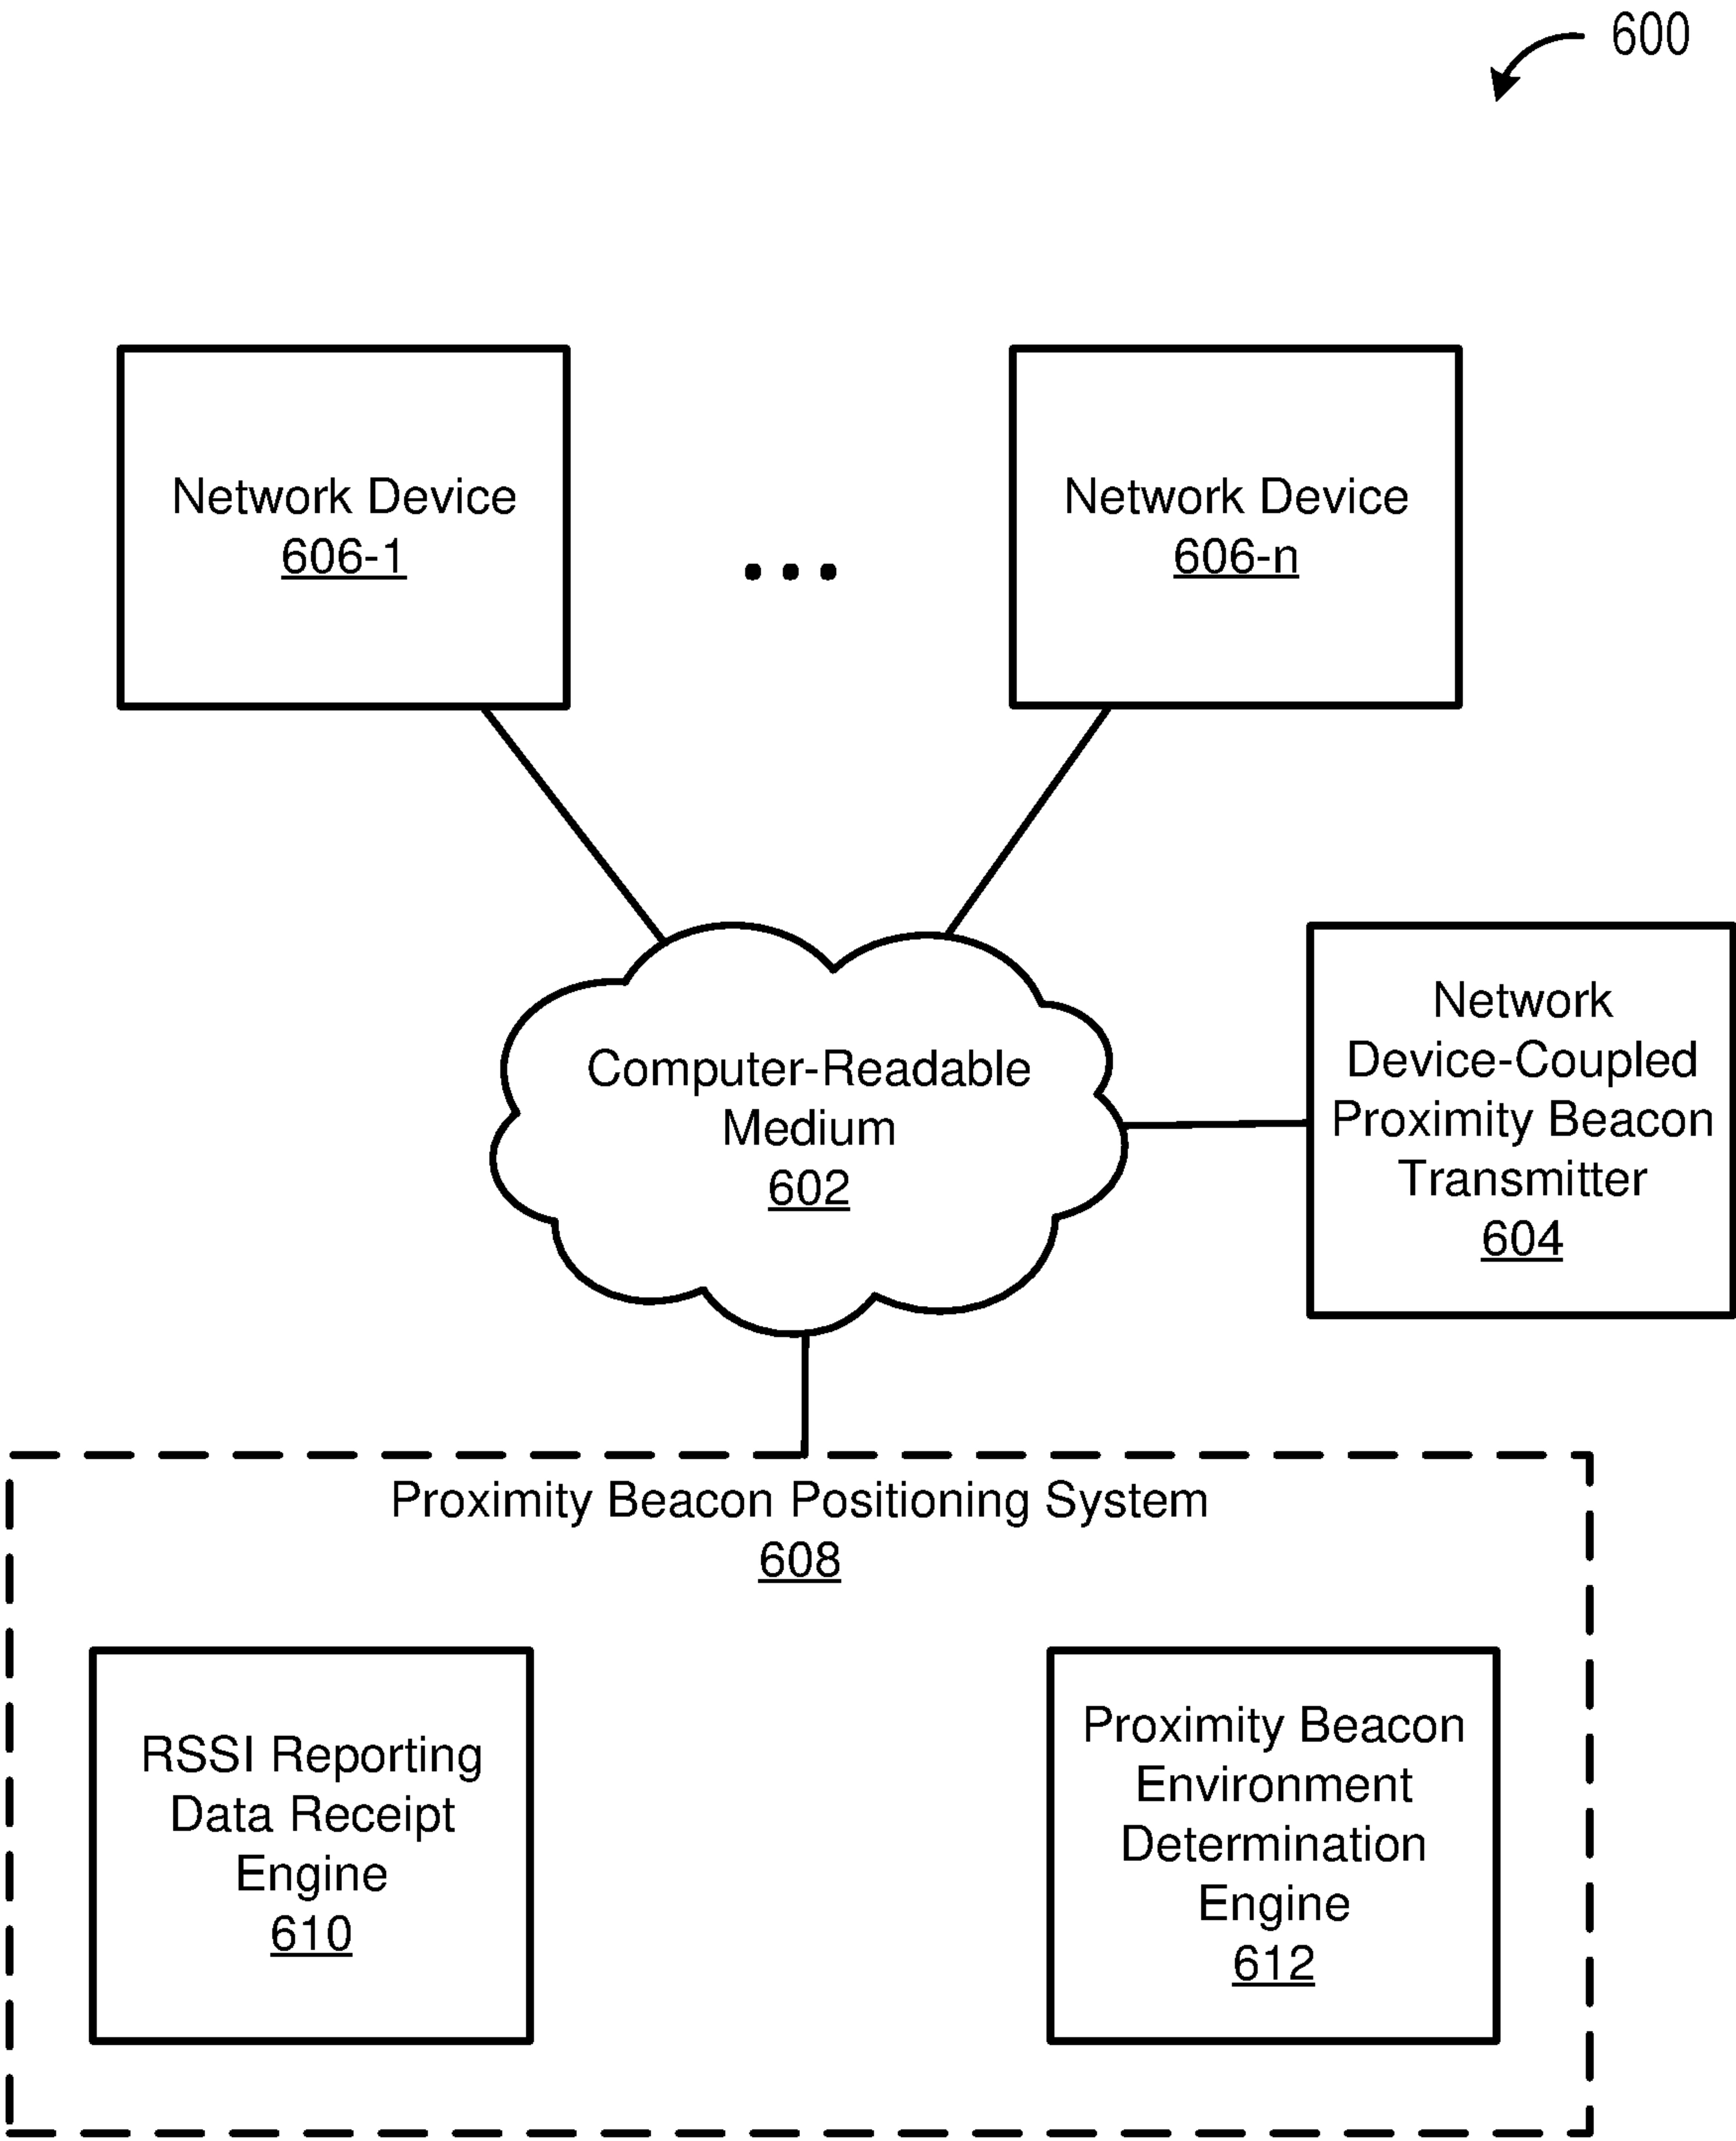 600
Network Device
606-1
...
Network Device
606-n
Computer-Readable
Medium
602
Network
Device-Coupled
Proximity Beacon
Transmitter
604
Proximity Beacon Positioning System
608
RSSI Reporting
Data Receipt
Engine
610
Proximity Beacon
Environment
Determination
Engine
612